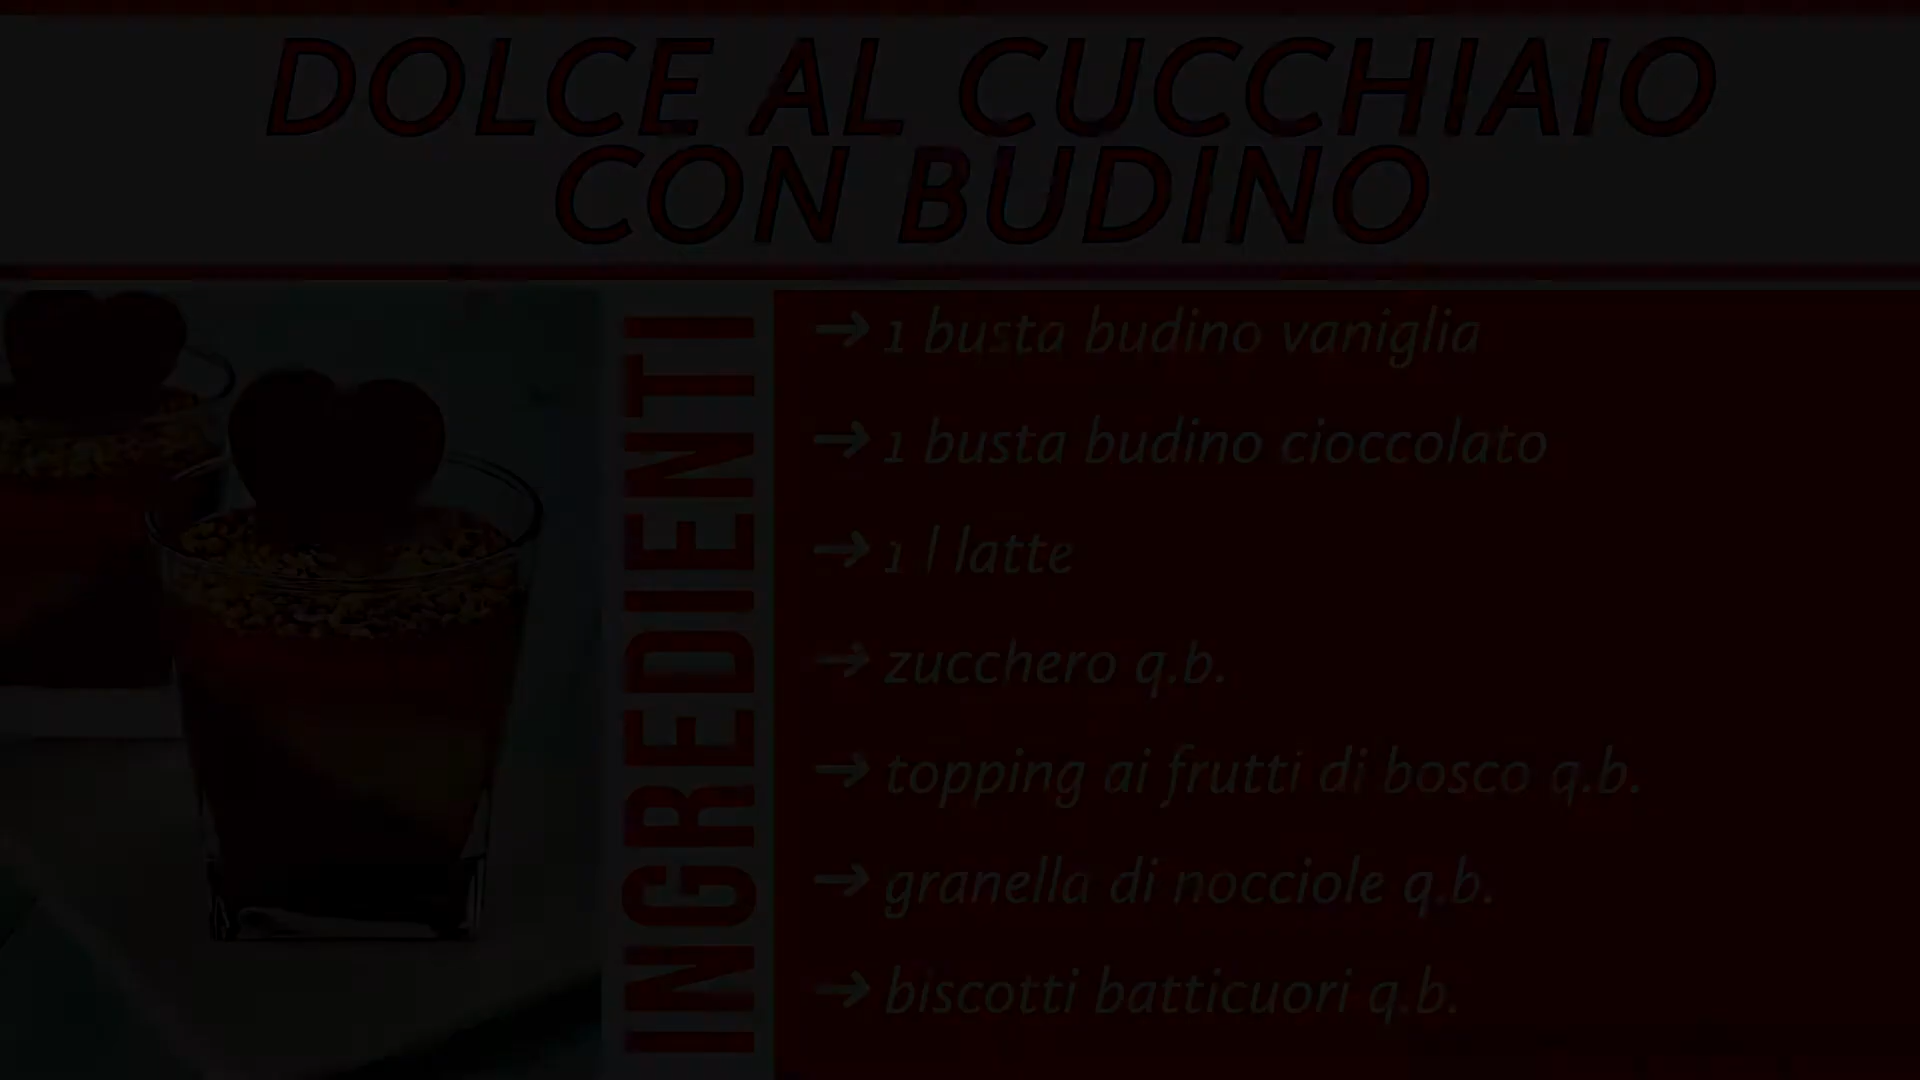 DOLCE AL CUCCHIAIO
CON BUDINO
INGREDIENTI
→ 1 busta budino vaniglia
→ 1 busta budino cioccolato
→ 1 l latte
→ zucchero q.b.
→ topping ai frutti di bosco q.b.
→ granella di nocciole q.b.
→ biscotti batticuori q.b.